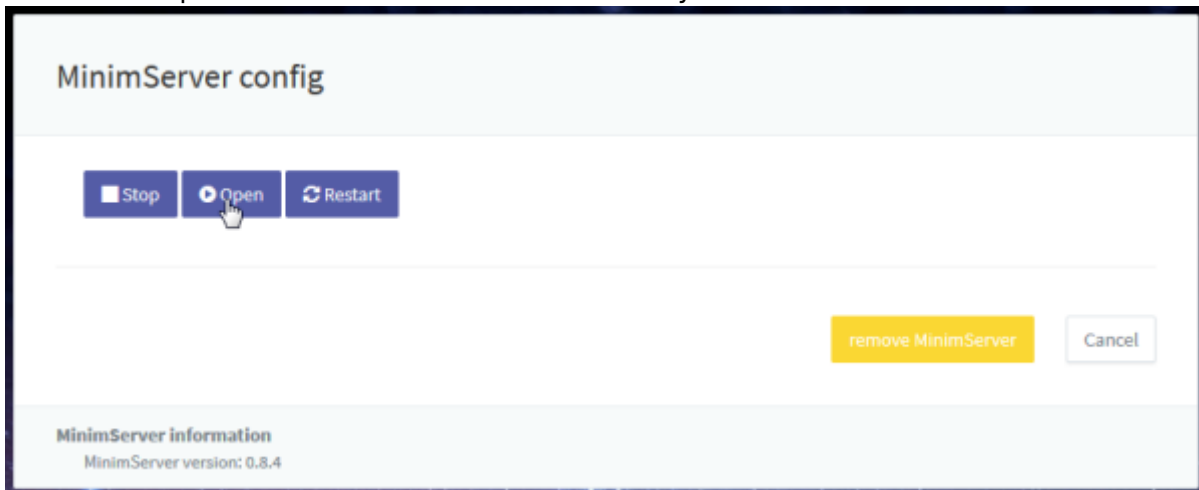 MinimServer config
Stop Open Restart
remove MinimServer Cancel
MinimServer information
MinimServer version: 0.8.4